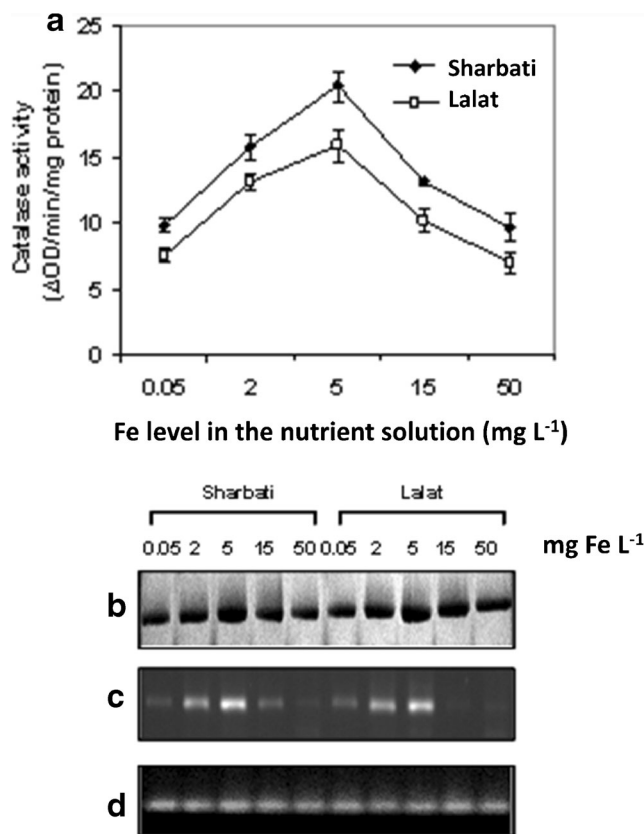 a
25
20
15
10
5
0
Catalase activity
(ΔOD/min/mg protein)
Sharbati
Lalat
0.05 2 5 15 50
Fe level in the nutrient solution (mg L⁻¹)
Sharbati Lalat
0.05 2 5 15 50 0.05 2 5 15 50 mg Fe L⁻¹
b
c
d